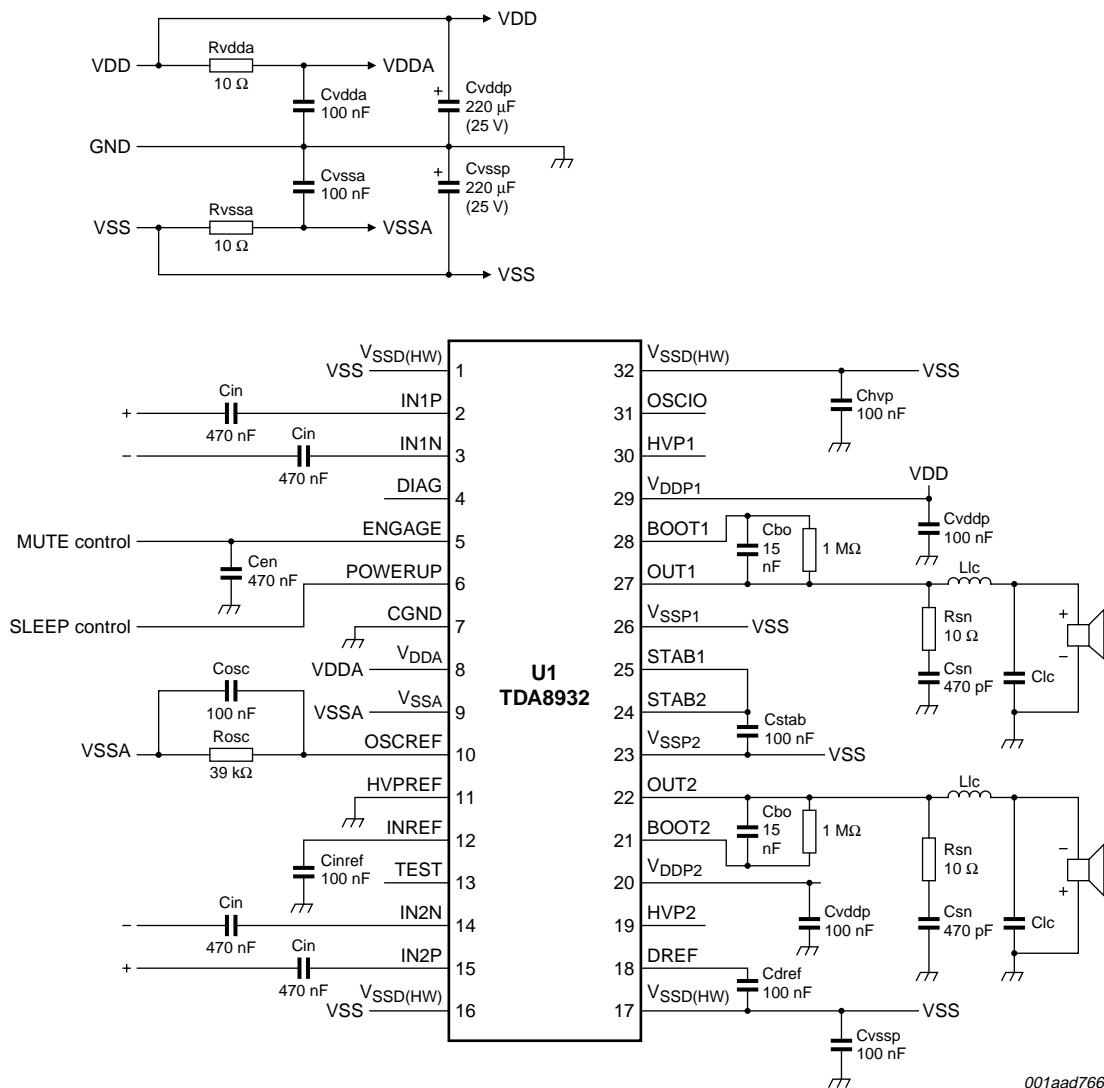 VDD
VDD
Rvdda
10 Ω
VDDA
Cvdda
100 nF
+
Cvddp
220 μF
(25 V)
GND
Cvssa
100 nF
+
Cvssp
220 μF
(25 V)
VSS
Rvssa
10 Ω
VSSA
VSS
U1
TDA8932
VSS
VSSD(HW)
1
+
Cin
470 nF
IN1P
2
−
Cin
470 nF
IN1N
3
DIAG
4
MUTE control
ENGAGE
5
Cen
470 nF
POWERUP
6
SLEEP control
CGND
7
VDDA
VDDA
8
Cosc
100 nF
VSSA
VSSA
9
VSSA
Rosc
39 kΩ
OSCREF
10
HVPREF
11
INREF
12
Cinref
100 nF
TEST
13
−
Cin
470 nF
IN2N
14
+
Cin
470 nF
IN2P
15
VSS
VSSD(HW)
16
32
VSSD(HW)
VSS
Chvp
100 nF
31
OSCIO
30
HVP1
29
VDDP1
VDD
Cvddp
100 nF
28
BOOT1
Cbo
15
nF
1 MΩ
27
OUT1
Llc
Rsn
10 Ω
Csn
470 pF
Clc
+
−
26
VSSP1
VSS
25
STAB1
24
STAB2
Cstab
100 nF
23
VSSP2
VSS
22
OUT2
Llc
Cbo
15
nF
1 MΩ
21
BOOT2
Rsn
10 Ω
Csn
470 pF
Clc
−
+
20
VDDP2
Cvddp
100 nF
19
HVP2
18
DREF
Cdref
100 nF
17
VSSD(HW)
VSS
Cvssp
100 nF
001aad766